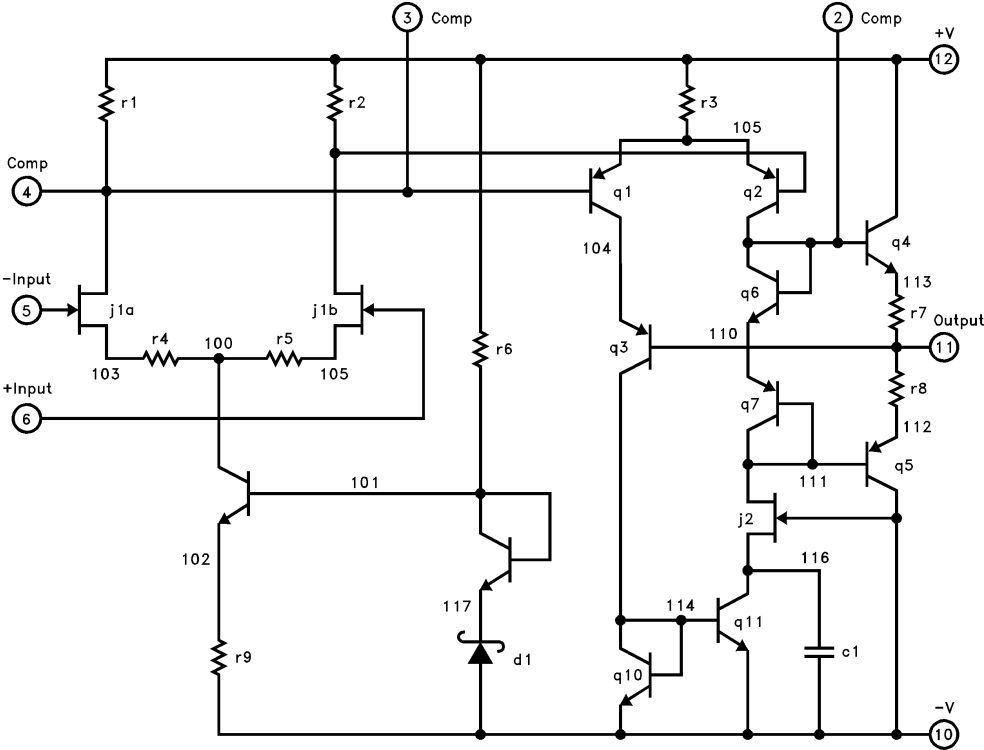 3 Comp
2 Comp
+V
12
r1
r2
r3
105
Comp
4
q1
q2
104
q4
-Input
5
j1a
j1b
q6
113
r7
Output
11
r4
100
r5
r6
q3
110
103
105
+Input
6
q7
r8
112
q5
101
111
j2
102
116
117
114
q11
r9
d1
q10
c1
-V
10